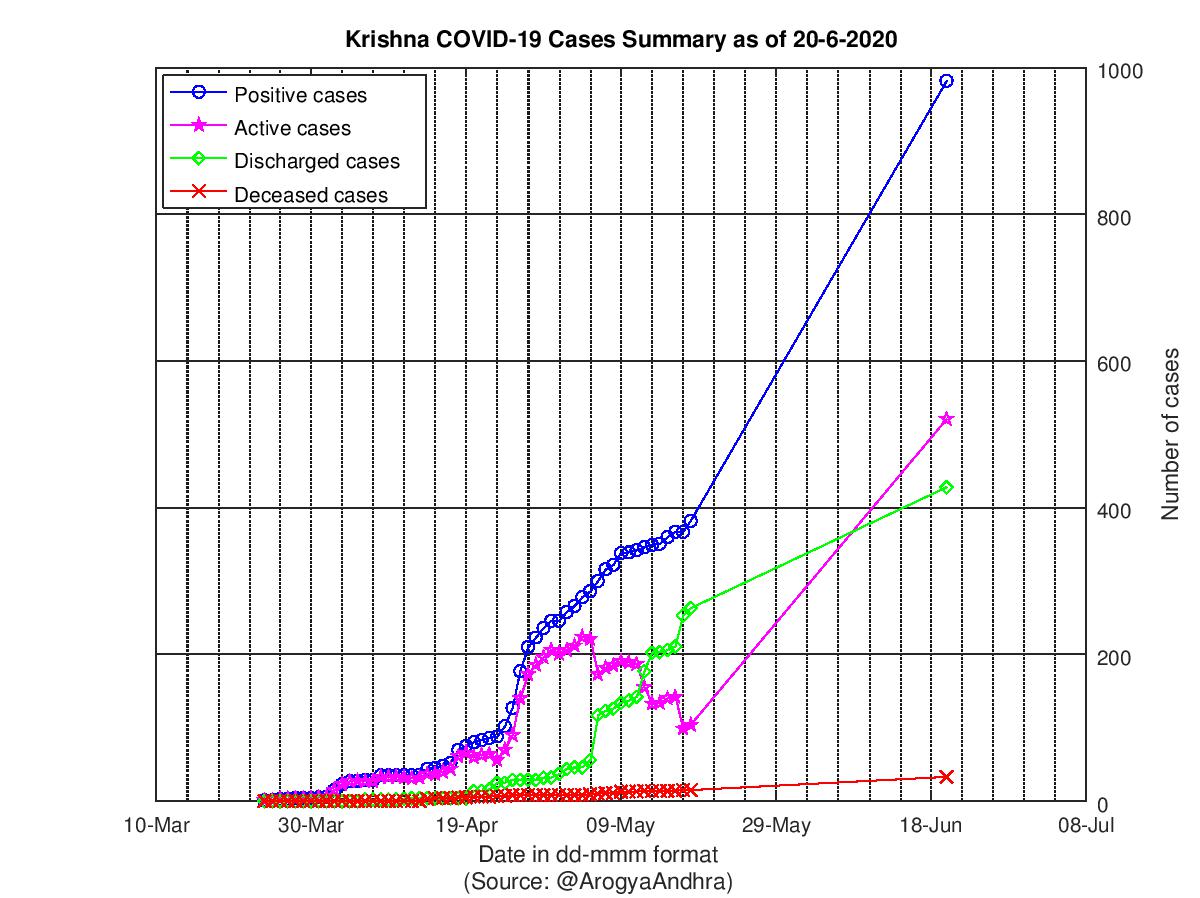 Krishna COVID-19 Cases Summary as of 20-6-2020
Positive cases
Active cases
Discharged cases
Deceased cases
1000
800
600
400
200
0
Number of cases
10-Mar 30-Mar 19-Apr 09-May 29-May 18-Jun 08-Jul
Date in dd-mmm format
(Source: @ArogyaAndhra)